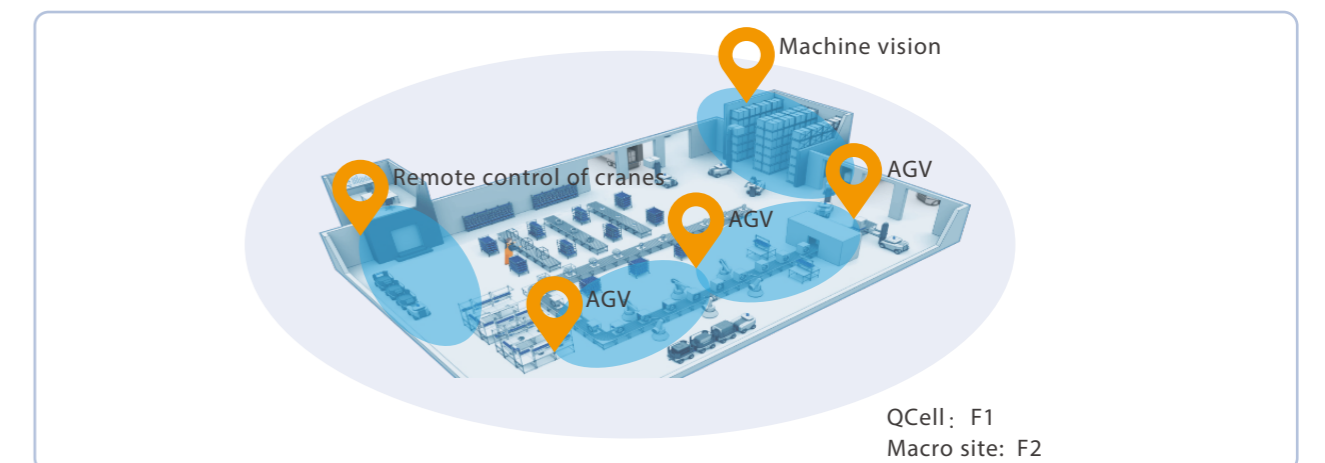 Machine vision
AGV
Remote control of cranes
AGV
AGV
QCell：F1
Macro site: F2